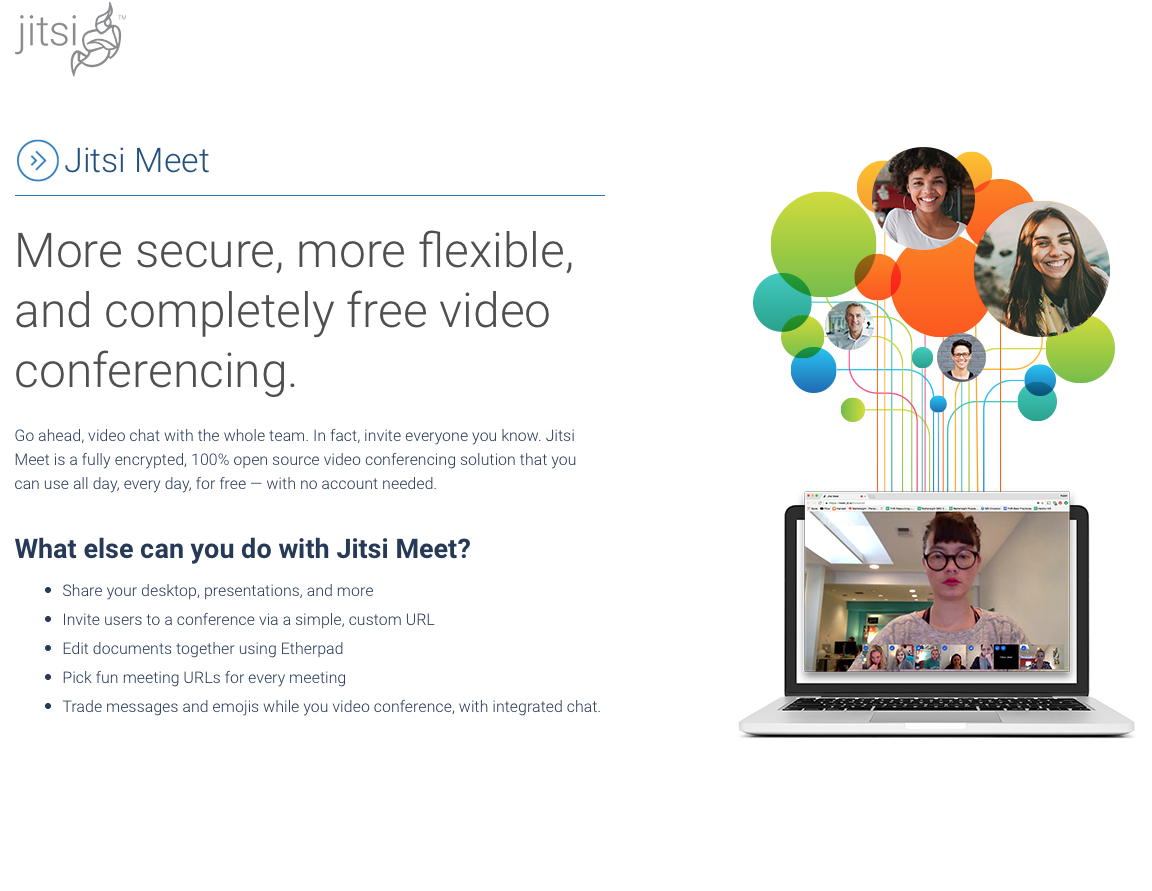 jitsi™
Jitsi Meet
More secure, more flexible,
and completely free video
conferencing.
Go ahead, video chat with the whole team. In fact, invite everyone you know. Jitsi
Meet is a fully encrypted, 100% open source video conferencing solution that you
can use all day, every day, for free — with no account needed.
What else can you do with Jitsi Meet?
Share your desktop, presentations, and more
Invite users to a conference via a simple, custom URL
Edit documents together using Etherpad
Pick fun meeting URLs for every meeting
Trade messages and emojis while you video conference, with integrated chat.